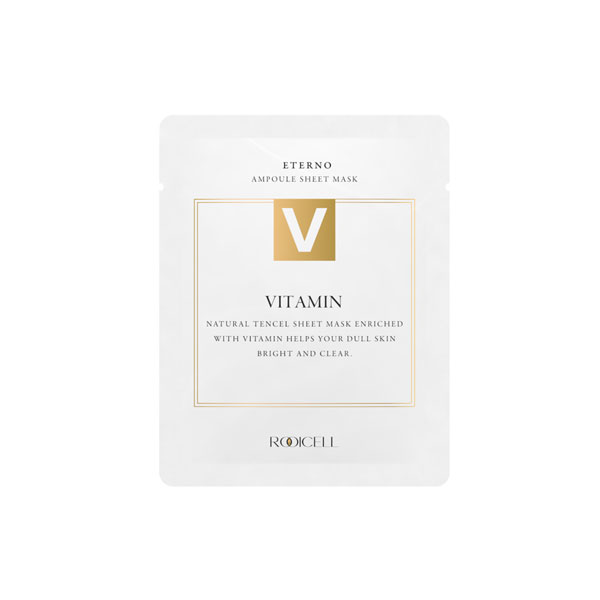 ETERNO
AMPOULE SHEET MASK
V
VITAMIN
NATURAL TENCEL SHEET MASK ENRICHED
WITH VITAMIN HELPS YOUR DULL SKIN
BRIGHT AND CLEAR.
ROOICELL